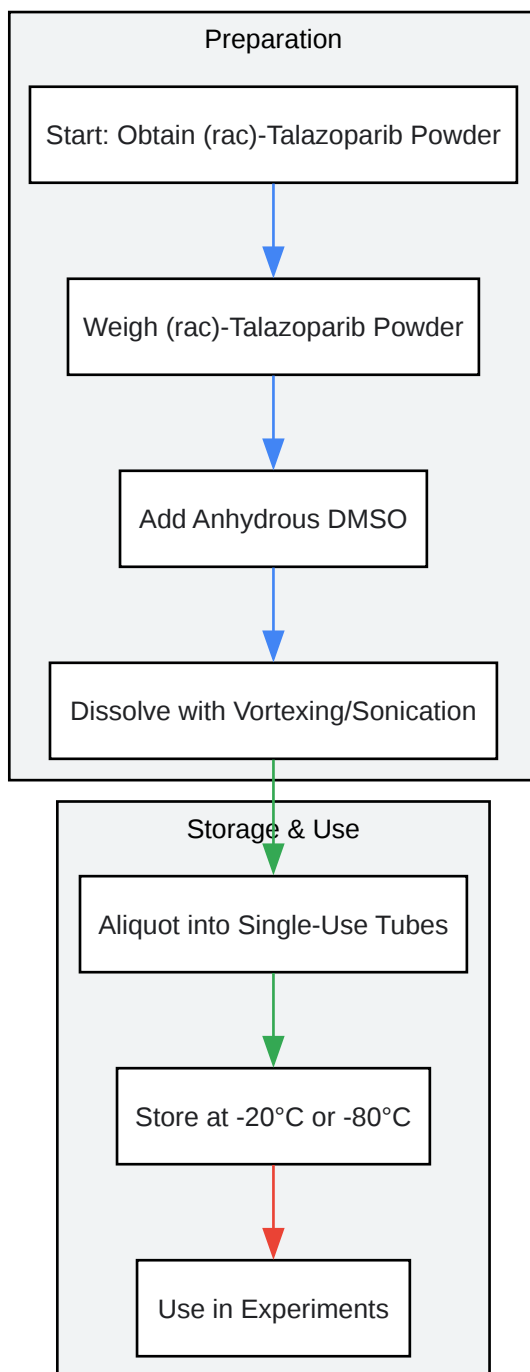 Preparation
Start: Obtain (rac)-Talazoparib Powder
Weigh (rac)-Talazoparib Powder
Add Anhydrous DMSO
Dissolve with Vortexing/Sonication
Storage & Use
Aliquot into Single-Use Tubes
Store at -20°C or -80°C
Use in Experiments